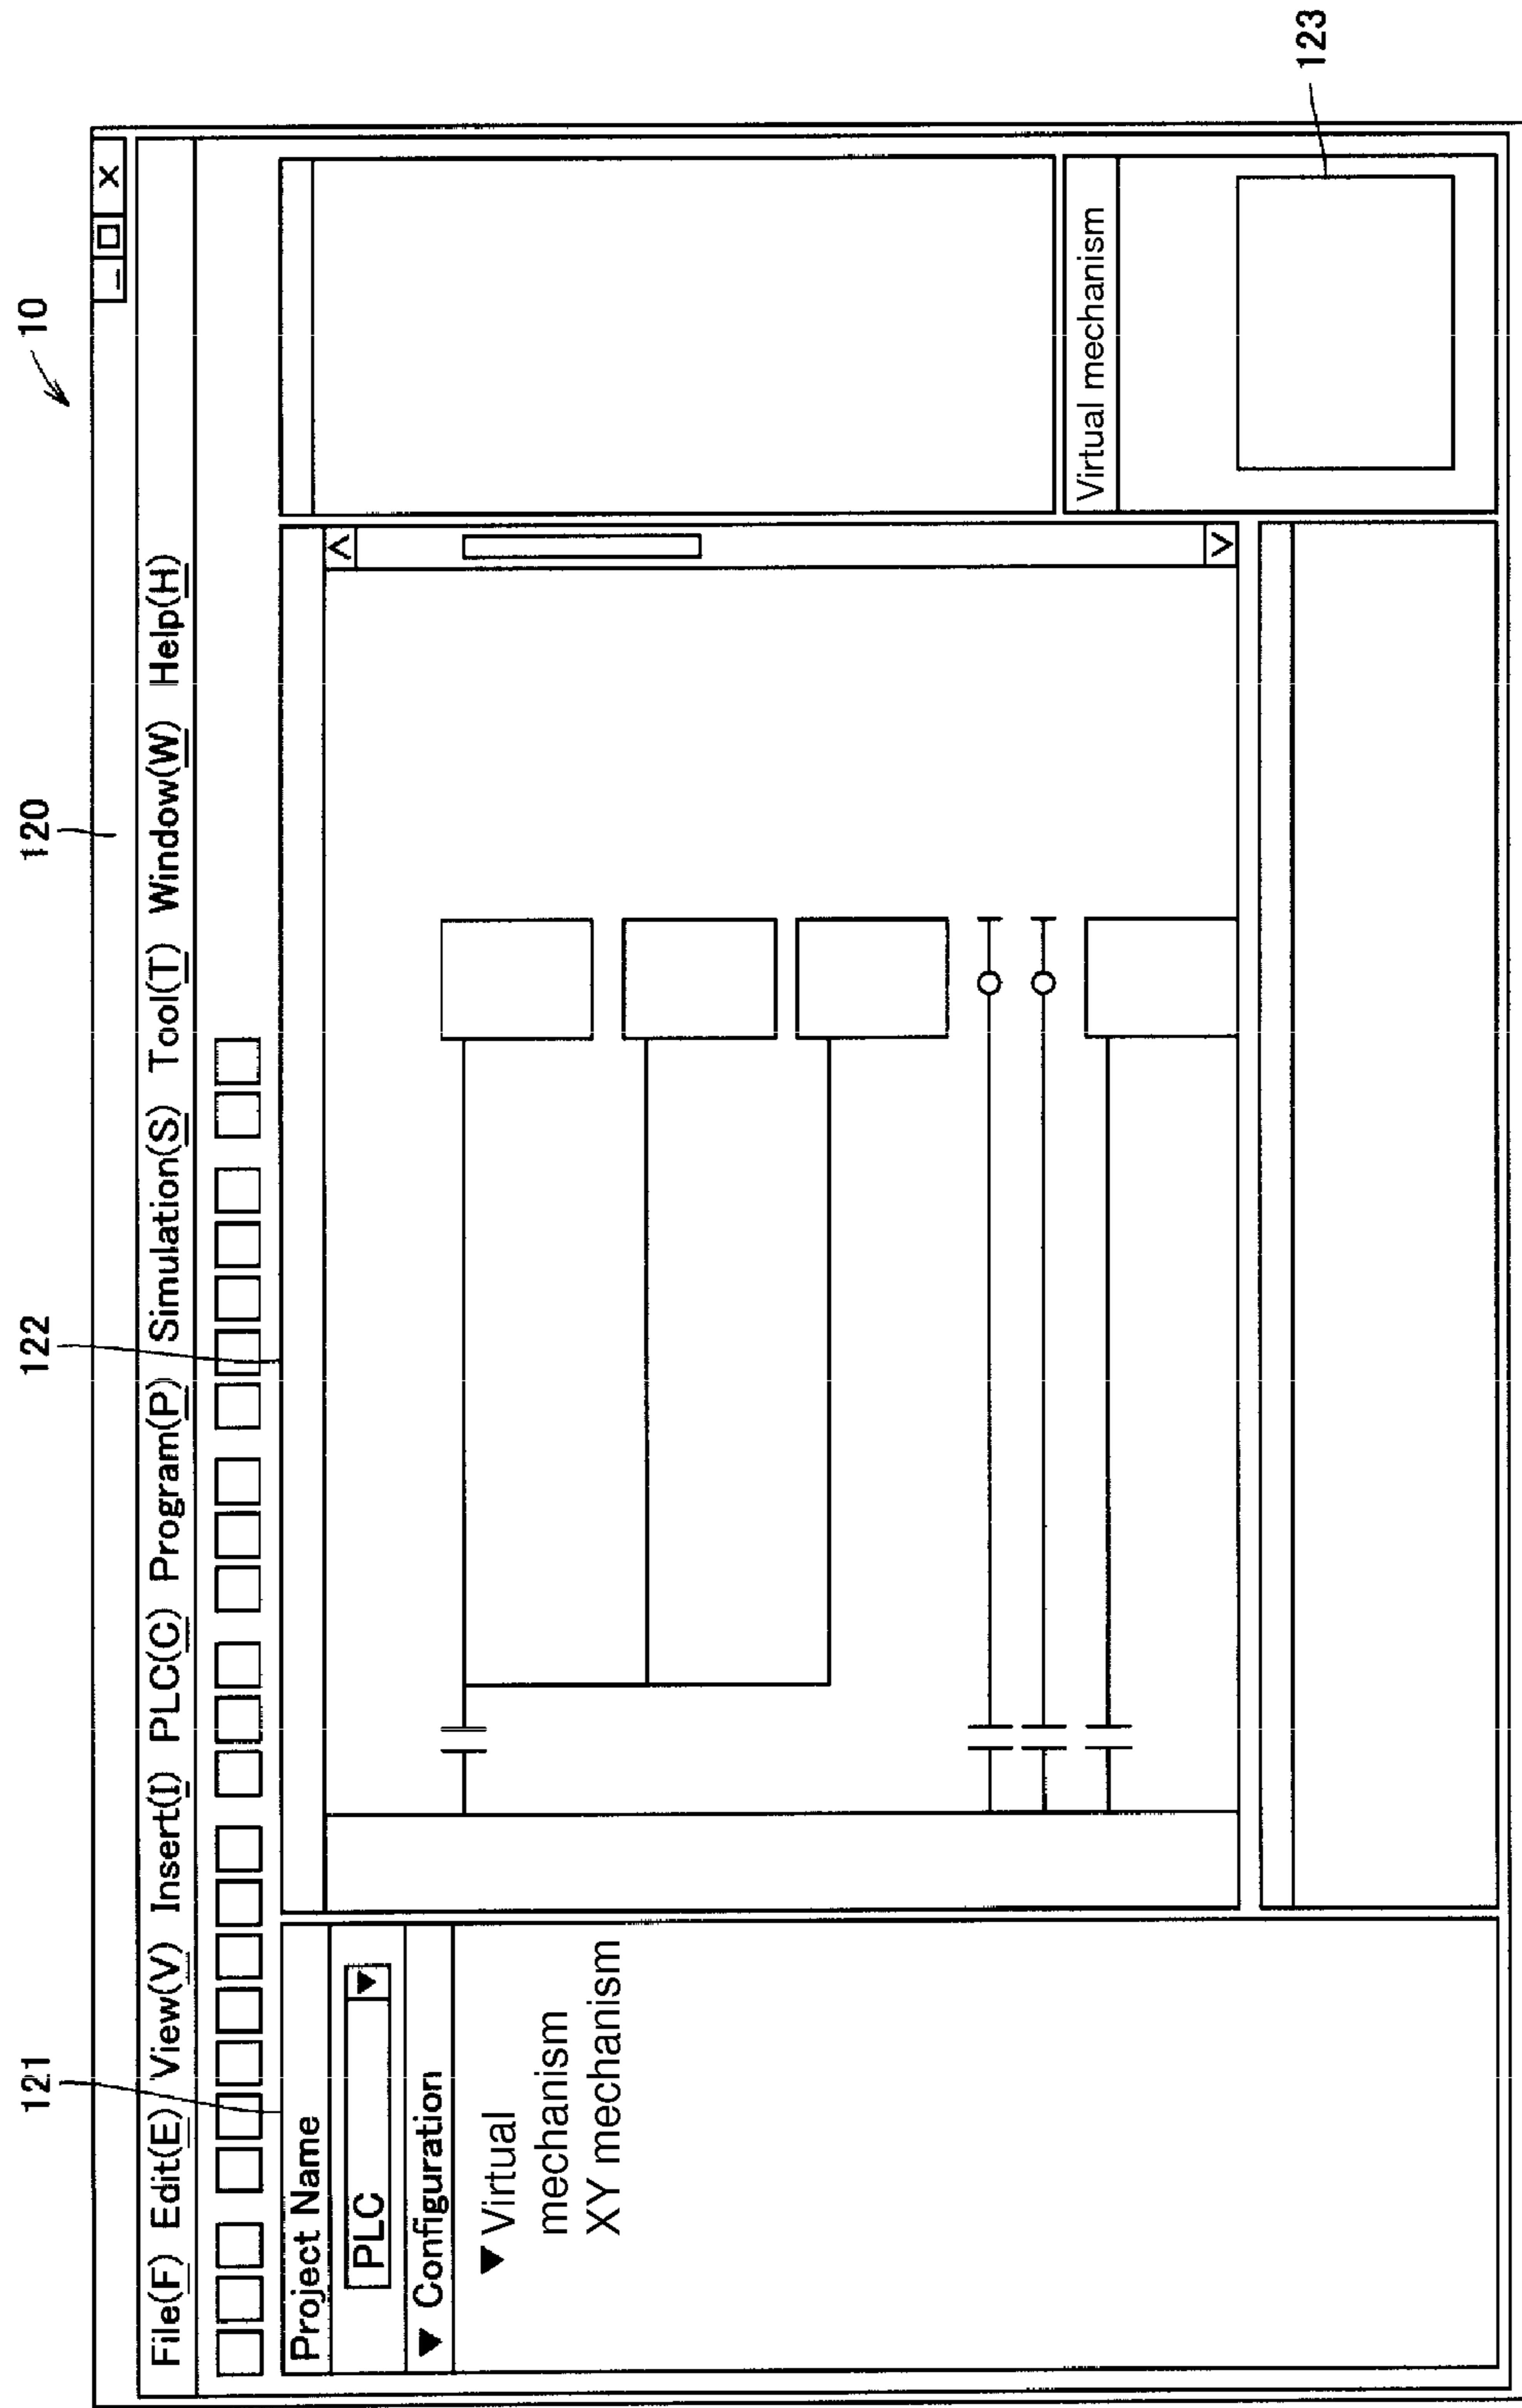 10
120
122
121
_ □ X
File(F) Edit(E) View(V) Insert(I) PLC(C) Program(P) Simulation(S) Tool(T) Window(W) Help(H)
Project Name
PLC ▼
▼ Configuration
▼ Virtual
mechanism
XY mechanism
Virtual mechanism
123